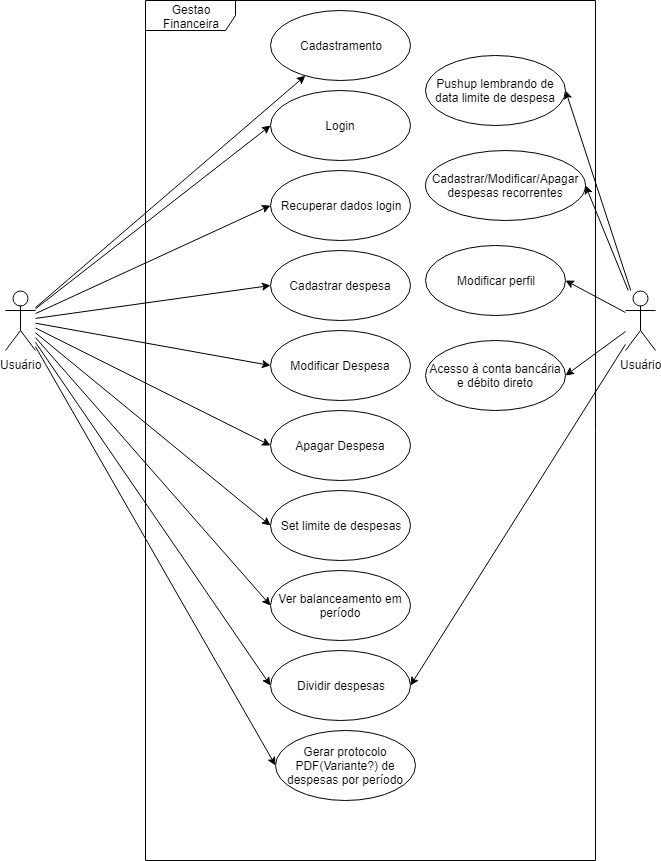 Gestao
Financeira
Cadastramento
Login
Recuperar dados login
Cadastrar despesa
Modificar Despesa
Apagar Despesa
Set limite de despesas
Ver balanceamento em
período
Dividir despesas
Gerar protocolo
PDF(Variante?) de
despesas por período
Pushup lembrando de
data limite de despesa
Cadastrar/Modificar/Apagar
despesas recorrentes
Modificar perfil
Acesso á conta bancária
e débito direto
Usuário
Usuário